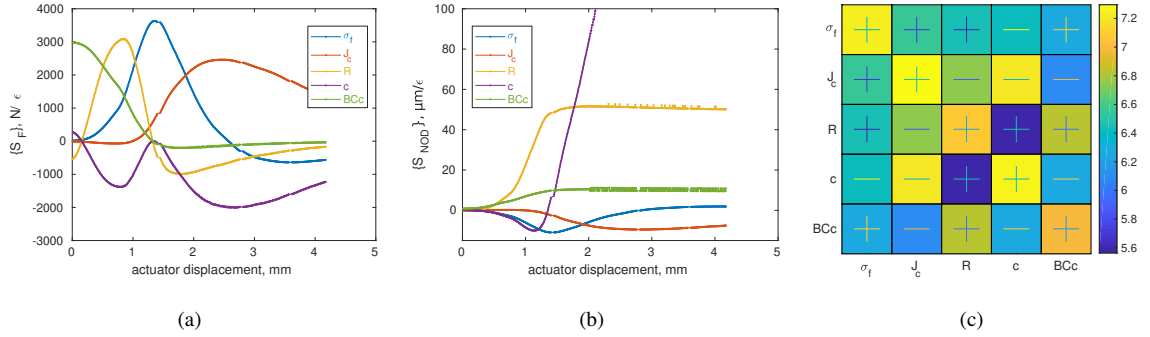 4000
3000
2000
1000
0
-1000
-2000
-3000
0 1 2 3 4 5
{S_F}, N/ ϵ
actuator displacement, mm
σ_f
J_c
R
c
BCc
(a)
100
80
60
40
20
0
0 1 2 3 4 5
{S_NOD}, μm/ϵ
actuator displacement, mm
σ_f
J_c
R
c
BCc
(b)
σ_f
J_c
R
c
BCc
σ_f J_c R c BCc
7.2
7
6.8
6.6
6.4
6.2
6
5.8
5.6
(c)